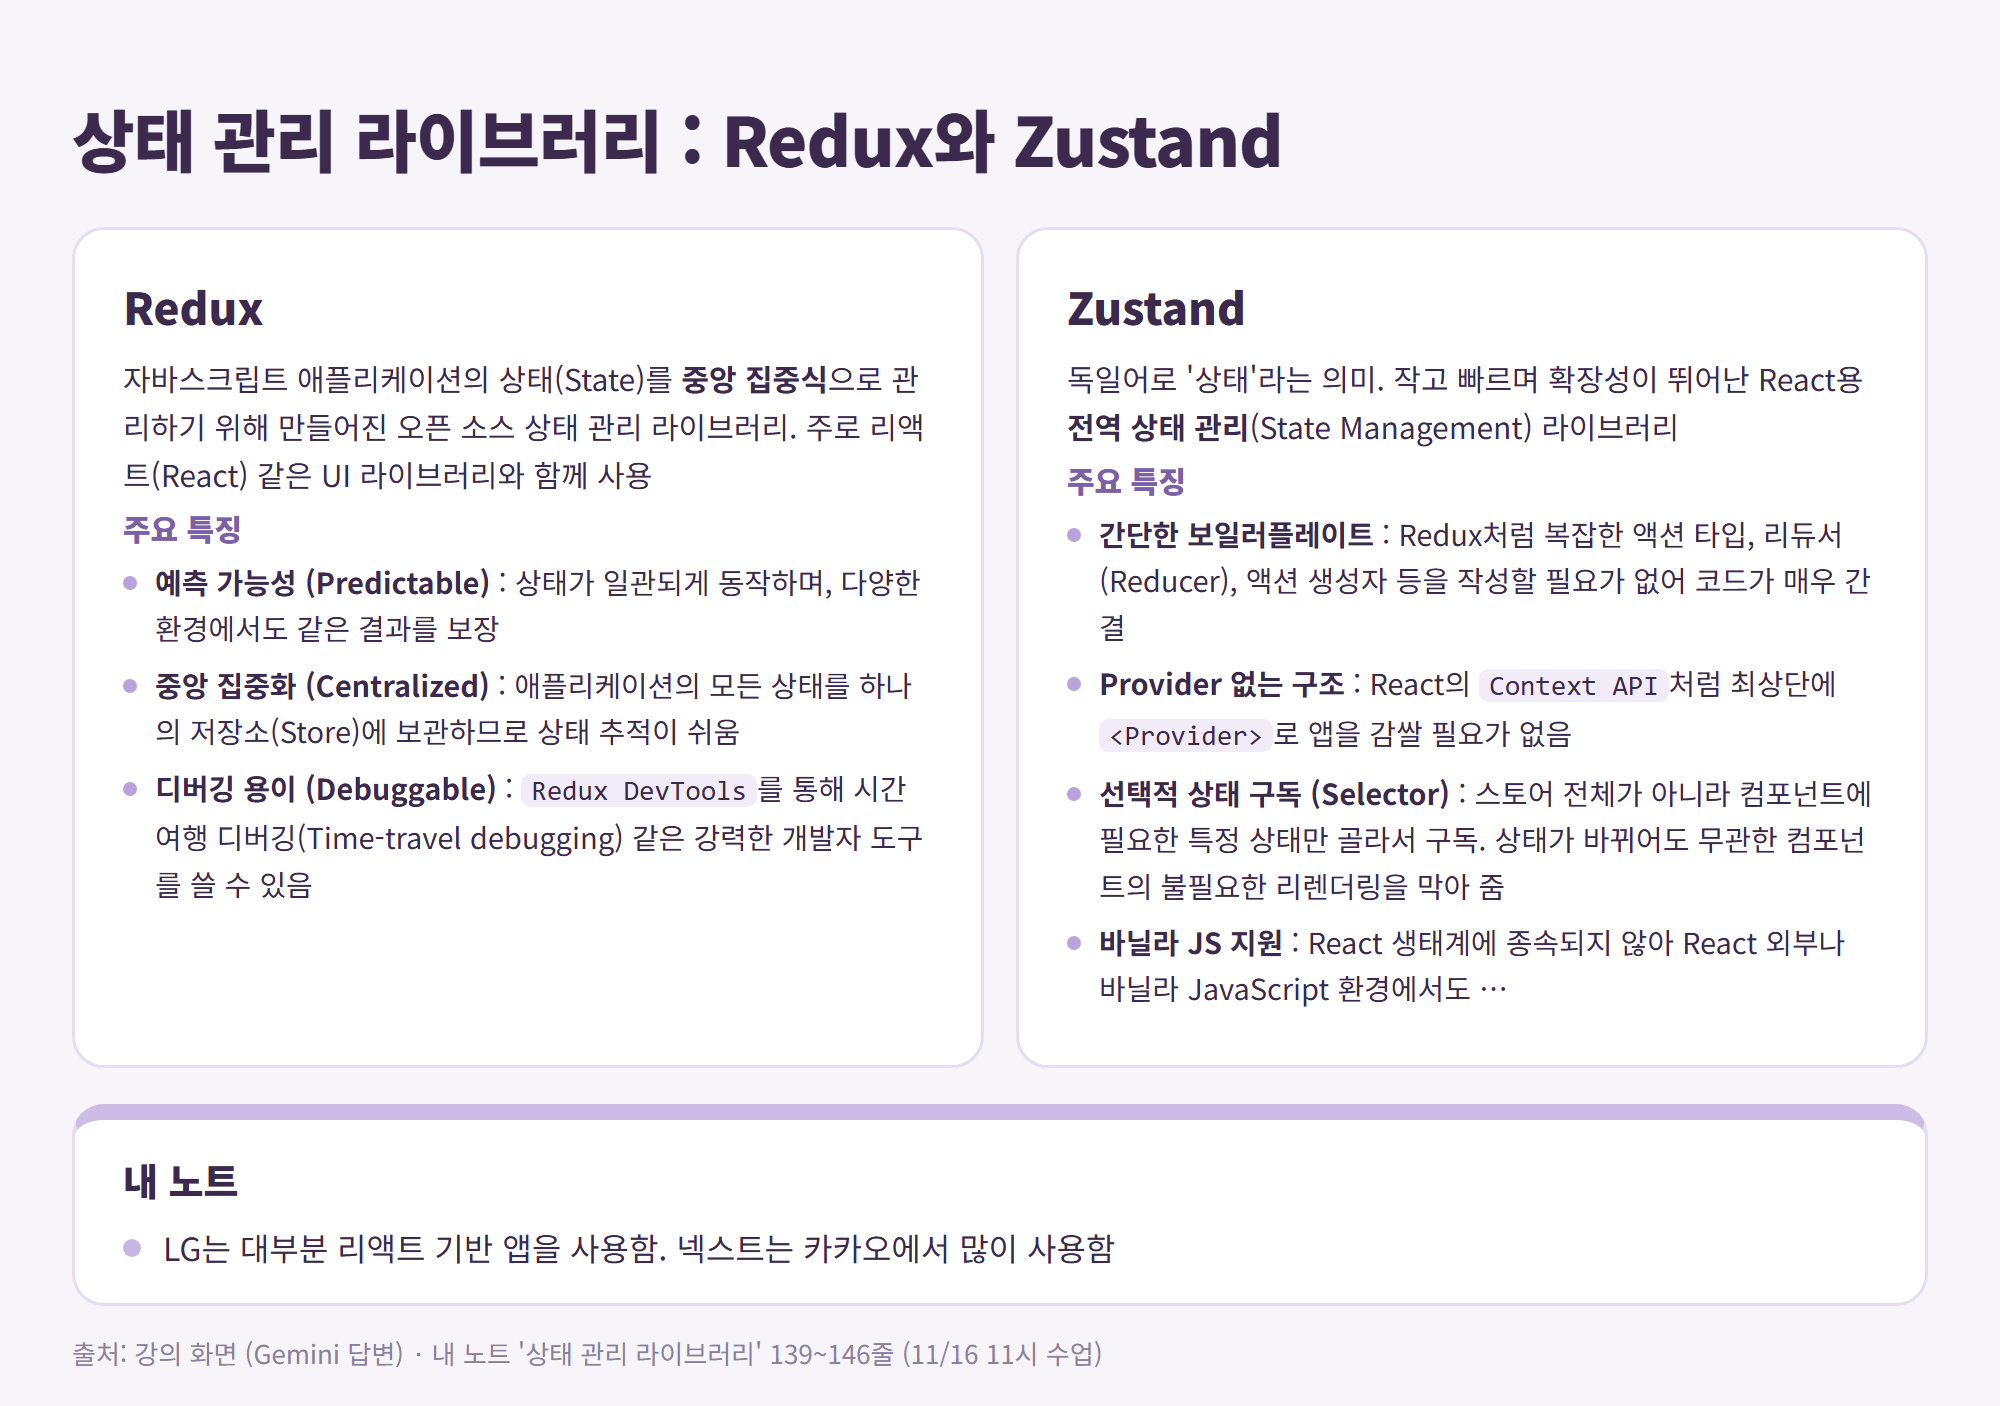 상태 관리 라이브러리 : Redux와 Zustand
Redux
자바스크립트 애플리케이션의 상태(State)를 중앙 집중식으로 관
리하기 위해 만들어진 오픈 소스 상태 관리 라이브러리. 주로 리액
트(React) 같은 UI 라이브러리와 함께 사용
주요 특징
예측 가능성 (Predictable) : 상태가 일관되게 동작하며, 다양한
환경에서도 같은 결과를 보장
중앙 집중화 (Centralized) : 애플리케이션의 모든 상태를 하나
의 저장소(Store)에 보관하므로 상태 추적이 쉬움
디버깅 용이 (Debuggable) : Redux DevTools를 통해 시간
여행 디버깅(Time-travel debugging) 같은 강력한 개발자 도구
를 쓸 수 있음
Zustand
독일어로 '상태'라는 의미. 작고 빠르며 확장성이 뛰어난 React용
전역 상태 관리(State Management) 라이브러리
주요 특징
간단한 보일러플레이트 : Redux처럼 복잡한 액션 타입, 리듀서
(Reducer), 액션 생성자 등을 작성할 필요가 없어 코드가 매우 간
결
Provider 없는 구조 : React의 Context API처럼 최상단에
<Provider>로 앱을 감쌀 필요가 없음
선택적 상태 구독 (Selector) : 스토어 전체가 아니라 컴포넌트에
필요한 특정 상태만 골라서 구독. 상태가 바뀌어도 무관한 컴포넌
트의 불필요한 리렌더링을 막아 줌
바닐라 JS 지원 : React 생태계에 종속되지 않아 React 외부나
바닐라 JavaScript 환경에서도 …
내 노트
LG는 대부분 리액트 기반 앱을 사용함. 넥스트는 카카오에서 많이 사용함
출처: 강의 화면 (Gemini 답변) · 내 노트 '상태 관리 라이브러리' 139~146줄 (11/16 11시 수업)